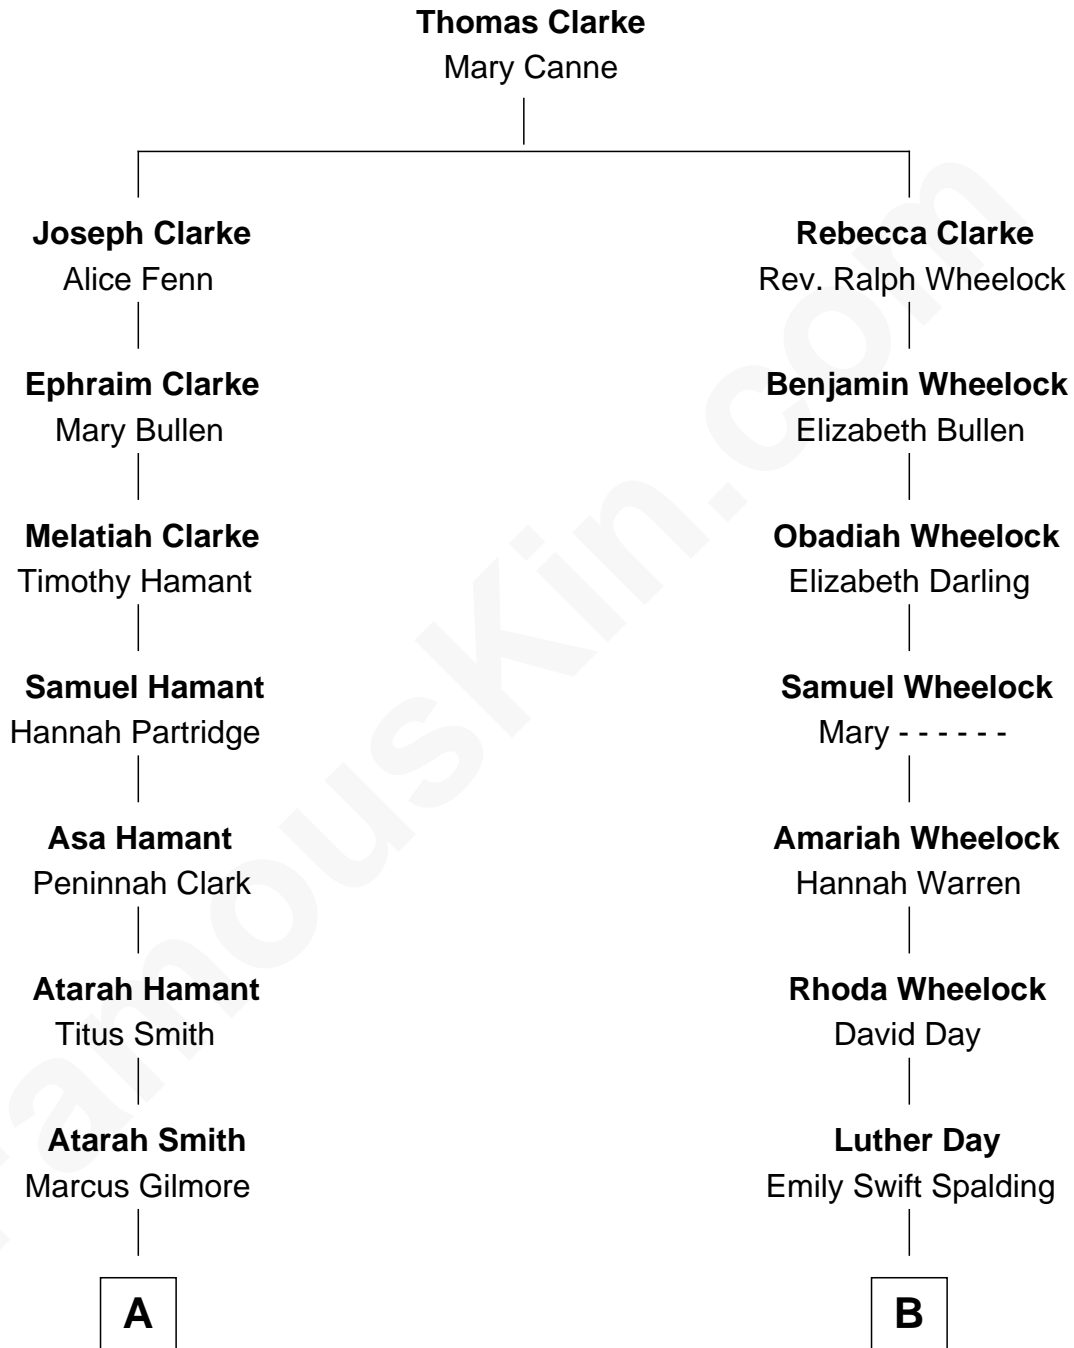 Thomas Clarke
Mary Canne
Joseph Clarke
Alice Fenn
Rebecca Clarke
Rev. Ralph Wheelock
Ephraim Clarke
Mary Bullen
Benjamin Wheelock
Elizabeth Bullen
Melatiah Clarke
Timothy Hamant
Obadiah Wheelock
Elizabeth Darling
Samuel Hamant
Hannah Partridge
Samuel Wheelock
Mary - - - - - -
Asa Hamant
Peninnah Clark
Amariah Wheelock
Hannah Warren
Atarah Hamant
Titus Smith
Rhoda Wheelock
David Day
Atarah Smith
Marcus Gilmore
Luther Day
Emily Swift Spalding
A
B
FamousKin.com